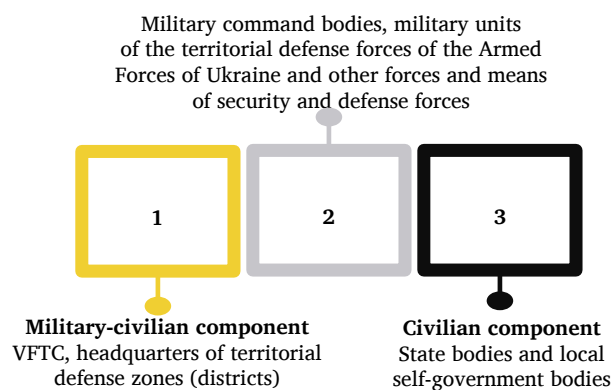 Military command bodies, military units
of the territorial defense forces of the Armed
Forces of Ukraine and other forces and means
of security and defense forces
1
2
3
Military-civilian component
VFTC, headquarters of territorial
defense zones (districts)
Civilian component
State bodies and local
self-government bodies